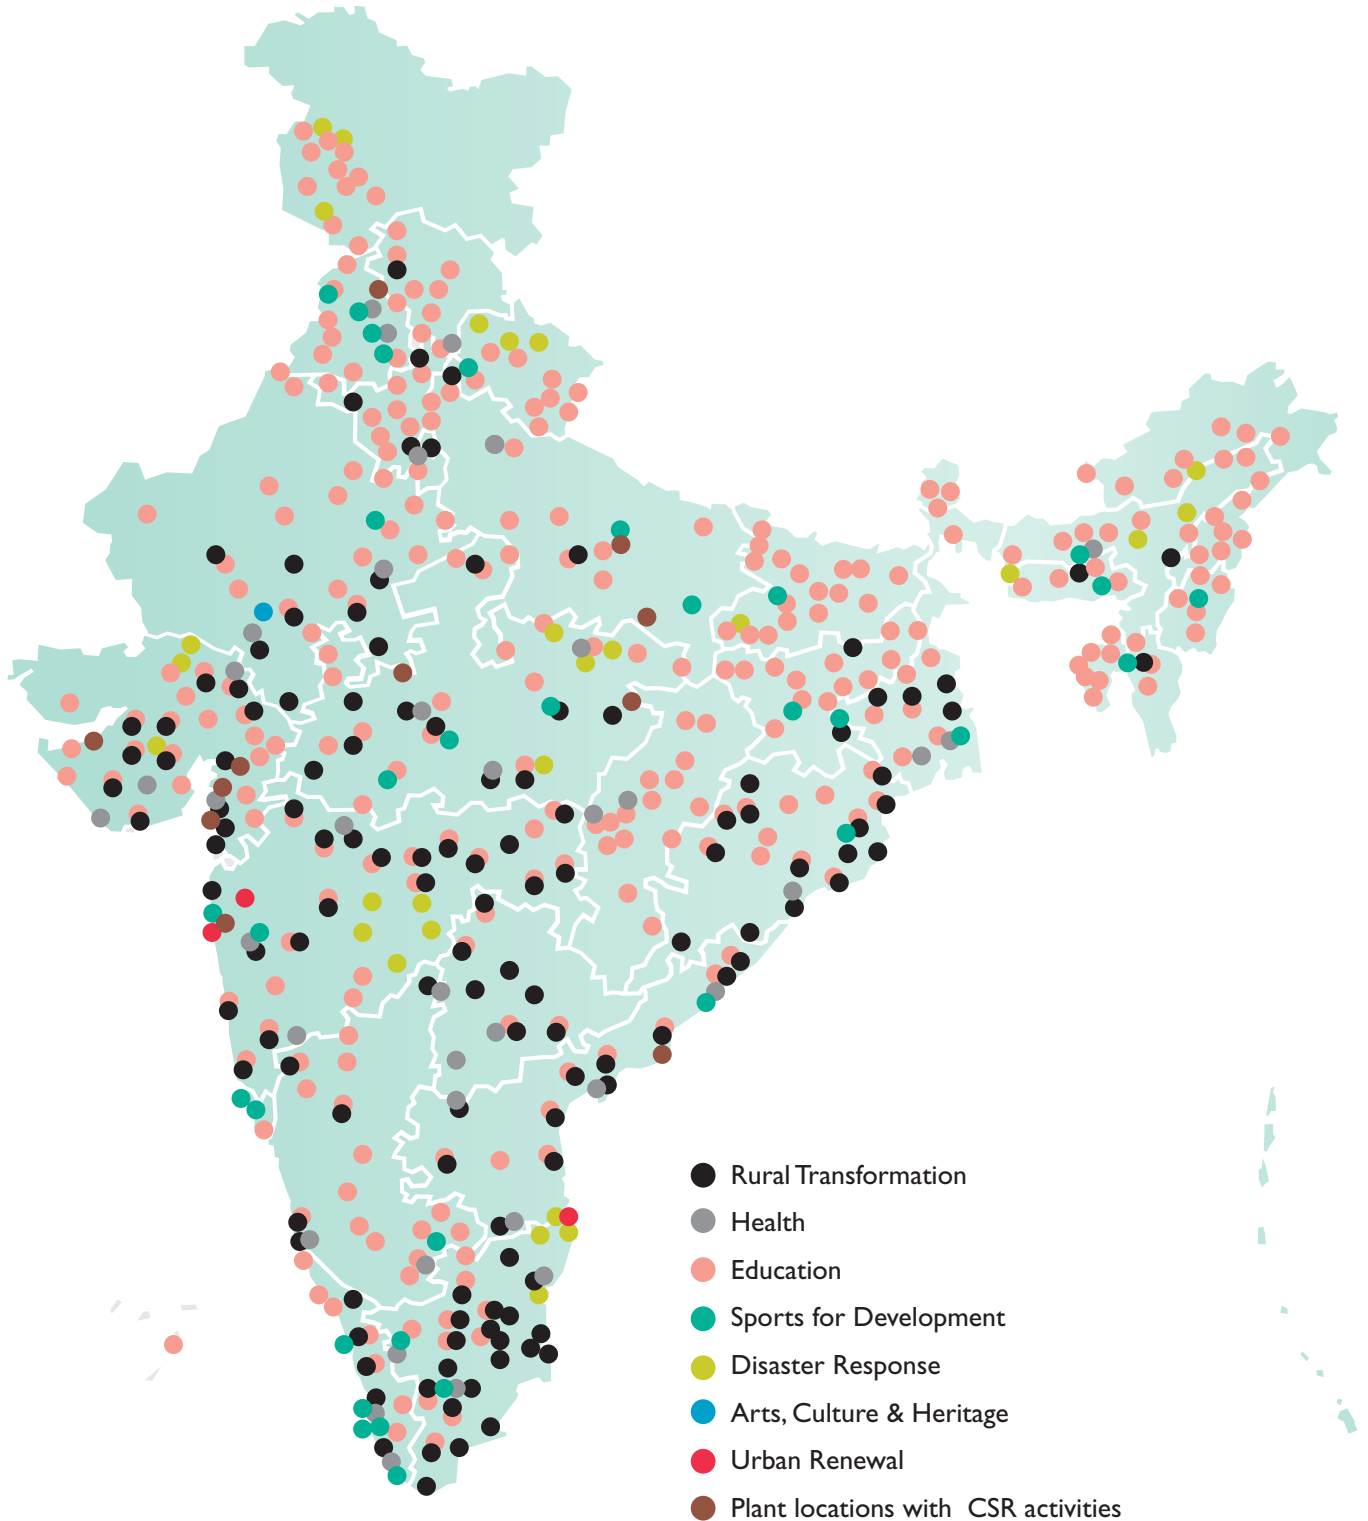 Rural Transformation
Health
Education
Sports for Development
Disaster Response
Arts, Culture & Heritage
Urban Renewal
Plant locations with CSR activities